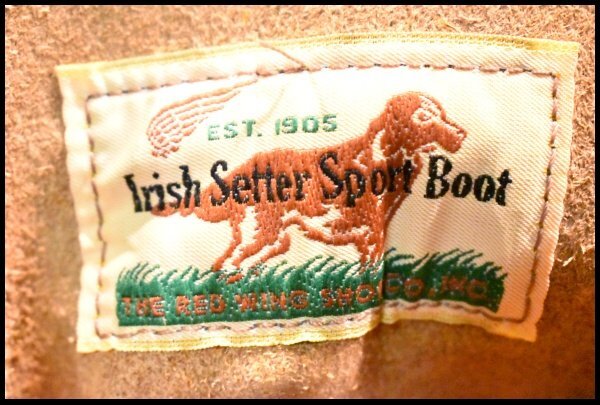 EST. 1905
Irish Setter Sport Boot
THE RED WING SHOE CO., INC.